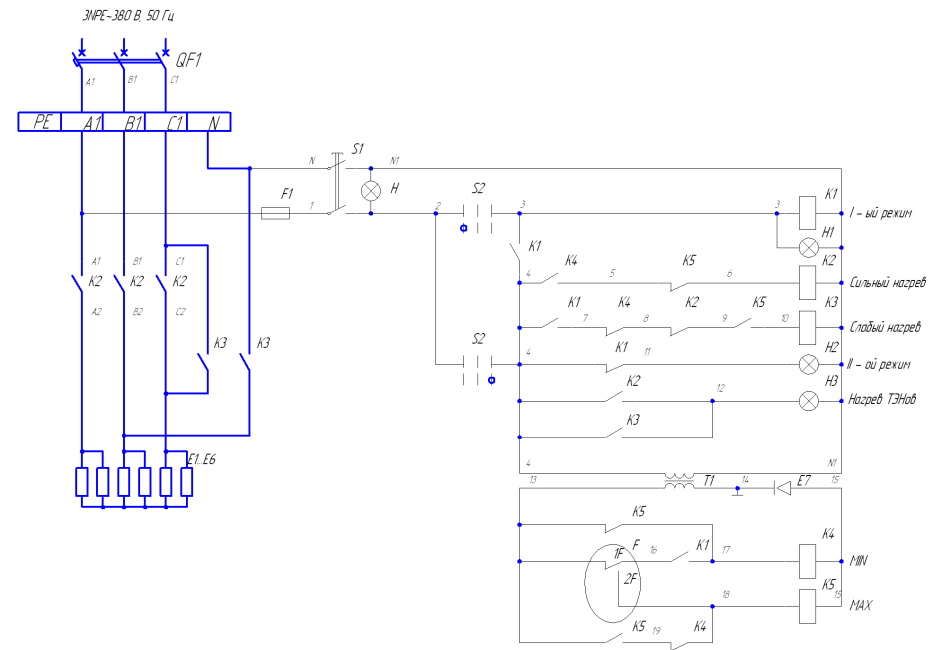 3NPE~380 В, 50 Гц
QF1
A1 B1 C1
PE A1 B1 C1 N
N S1 N1
F1 1 H 2 S2 3 3 K1 I - ый режим
K1 H1
A1 B1 C1 K4 K5 K2
K2 K2 K2 4 5 6 Сильный нагрев
A2 B2 C2 K1 K4 K2 K5 K3
7 8 9 10 Слабый нагрев
K3 K3 S2 4 K1 11 H2 II - ой режим
K2 12 H3 Нагрев ТЭНов
K3
E1...E6 4 N1
13 T1 14 E7 15
K5 K4
F 1F 16 K1 17 MIN
2F K5
18 15 MAX
K5 19 K4